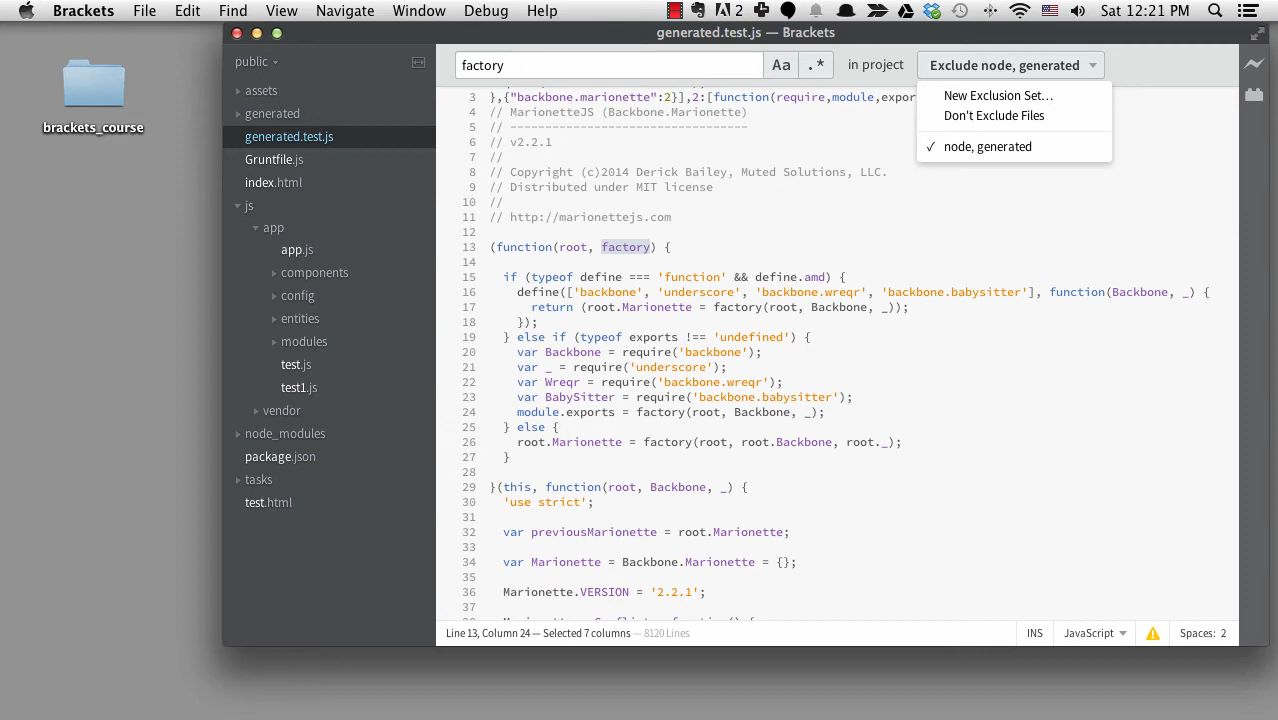 Brackets File Edit Find View Navigate Window Debug Help 2 Sat 12:21 PM
generated.test.js — Brackets
public
factory
Aa
.*
in project
Exclude node, generated
New Exclusion Set…
Don't Exclude Files
✓ node, generated
brackets_course
assets
generated
generated.test.js
Gruntfile.js
index.html
js
app
app.js
components
config
entities
modules
test.js
test1.js
vendor
node_modules
package.json
tasks
test.html
3 },{"backbone.marionette":2}],2:[function(require,module,expor
4 // MarionetteJS (Backbone.Marionette)
5 // -----------------------------------
6 // v2.2.1
7 //
8 // Copyright (c)2014 Derick Bailey, Muted Solutions, LLC.
9 // Distributed under MIT license
10 //
11 // http://marionettejs.com
12
13 (function(root, factory) {
14
15 if (typeof define === 'function' && define.amd) {
16 define(['backbone', 'underscore', 'backbone.wreqr', 'backbone.babysitter'], function(Backbone, _) {
17 return (root.Marionette = factory(root, Backbone, _));
18 });
19 } else if (typeof exports !== 'undefined') {
20 var Backbone = require('backbone');
21 var _ = require('underscore');
22 var Wreqr = require('backbone.wreqr');
23 var BabySitter = require('backbone.babysitter');
24 module.exports = factory(root, Backbone, _);
25 } else {
26 root.Marionette = factory(root, root.Backbone, root._);
27 }
28
29 }(this, function(root, Backbone, _) {
30 'use strict';
31
32 var previousMarionette = root.Marionette;
33
34 var Marionette = Backbone.Marionette = {};
35
36 Marionette.VERSION = '2.2.1';
37
Line 13, Column 24 — Selected 7 columns — 8120 Lines
INS
JavaScript
Spaces: 2